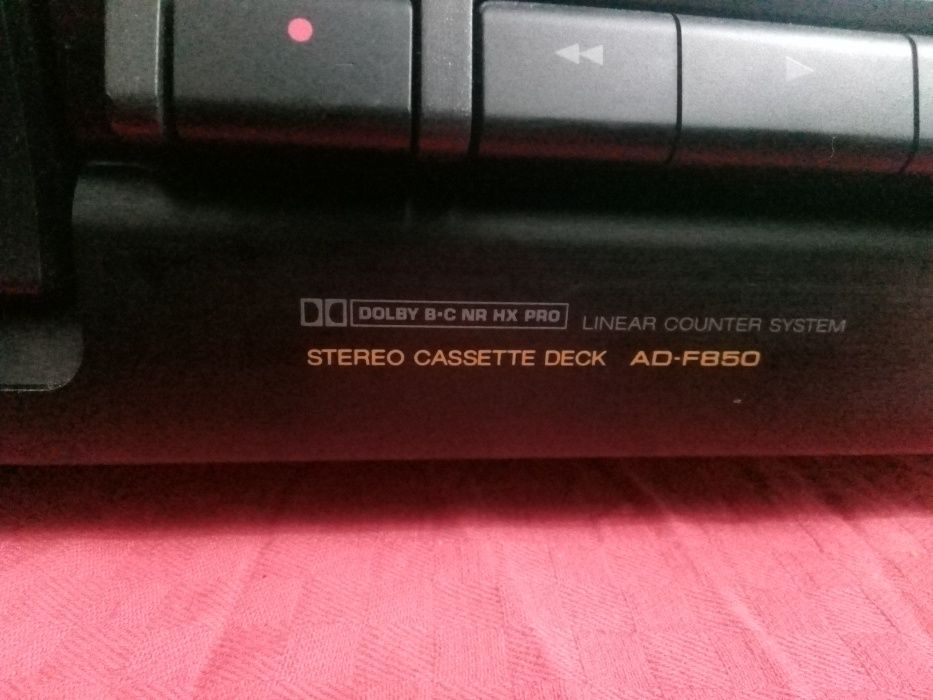 DOLBY B·C NR HX PRO LINEAR COUNTER SYSTEM
STEREO CASSETTE DECK AD-F850